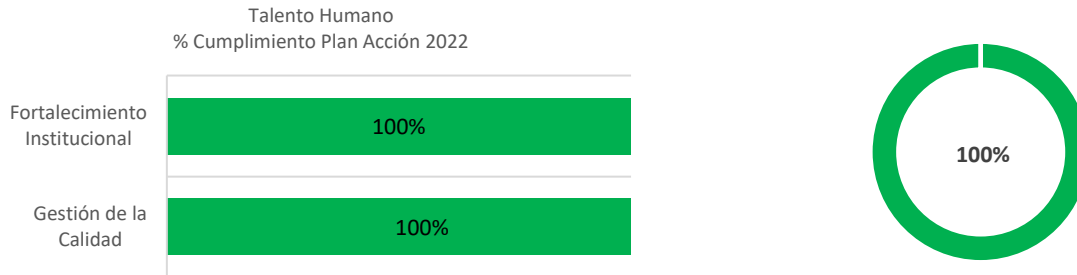 Talento Humano
% Cumplimiento Plan Acción 2022
Fortalecimiento
Institucional
100%
Gestión de la
Calidad
100%
100%